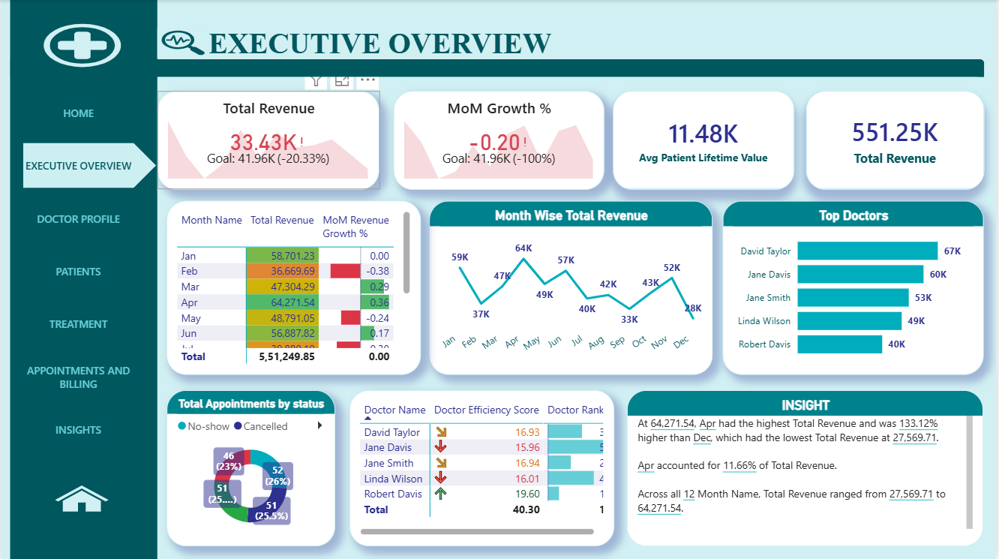 EXECUTIVE OVERVIEW
HOME
EXECUTIVE OVERVIEW
DOCTOR PROFILE
PATIENTS
TREATMENT
APPOINTMENTS AND
BILLING
INSIGHTS
Total Revenue
33.43K!
Goal: 41.96K (-20.33%)
MoM Growth %
-0.20!
Goal: 41.96K (-100%)
11.48K
Avg Patient Lifetime Value
551.25K
Total Revenue
Month Name Total Revenue MoM Revenue
Growth %
Jan 58,701.23 0.00
Feb 36,669.69 -0.38
Mar 47,304.29 0.29
Apr 64,271.54 0.36
May 48,791.05 -0.24
Jun 56,887.82 0.17
Total 5,51,249.85 0.00
Month Wise Total Revenue
59K
37K
47K
64K
49K
57K
40K
42K
33K
43K
52K
28K
Jan Feb Mar Apr May Jun Jul Aug Sep Oct Nov Dec
Top Doctors
David Taylor 67K
Jane Davis 60K
Jane Smith 53K
Linda Wilson 49K
Robert Davis 40K
Total Appointments by status
No-show Cancelled
46
(23%)
52
(26%)
51
(25....)
51
(25.5%)
Doctor Name Doctor Efficiency Score Doctor Rank
David Taylor 16.93 3
Jane Davis 15.96 5
Jane Smith 16.94 2
Linda Wilson 16.01 4
Robert Davis 19.60 1
Total 40.30 1
INSIGHT
At 64,271.54, Apr had the highest Total Revenue and was 133.12%
higher than Dec, which had the lowest Total Revenue at 27,569.71.
Apr accounted for 11.66% of Total Revenue.
Across all 12 Month Name, Total Revenue ranged from 27,569.71 to
64,271.54.